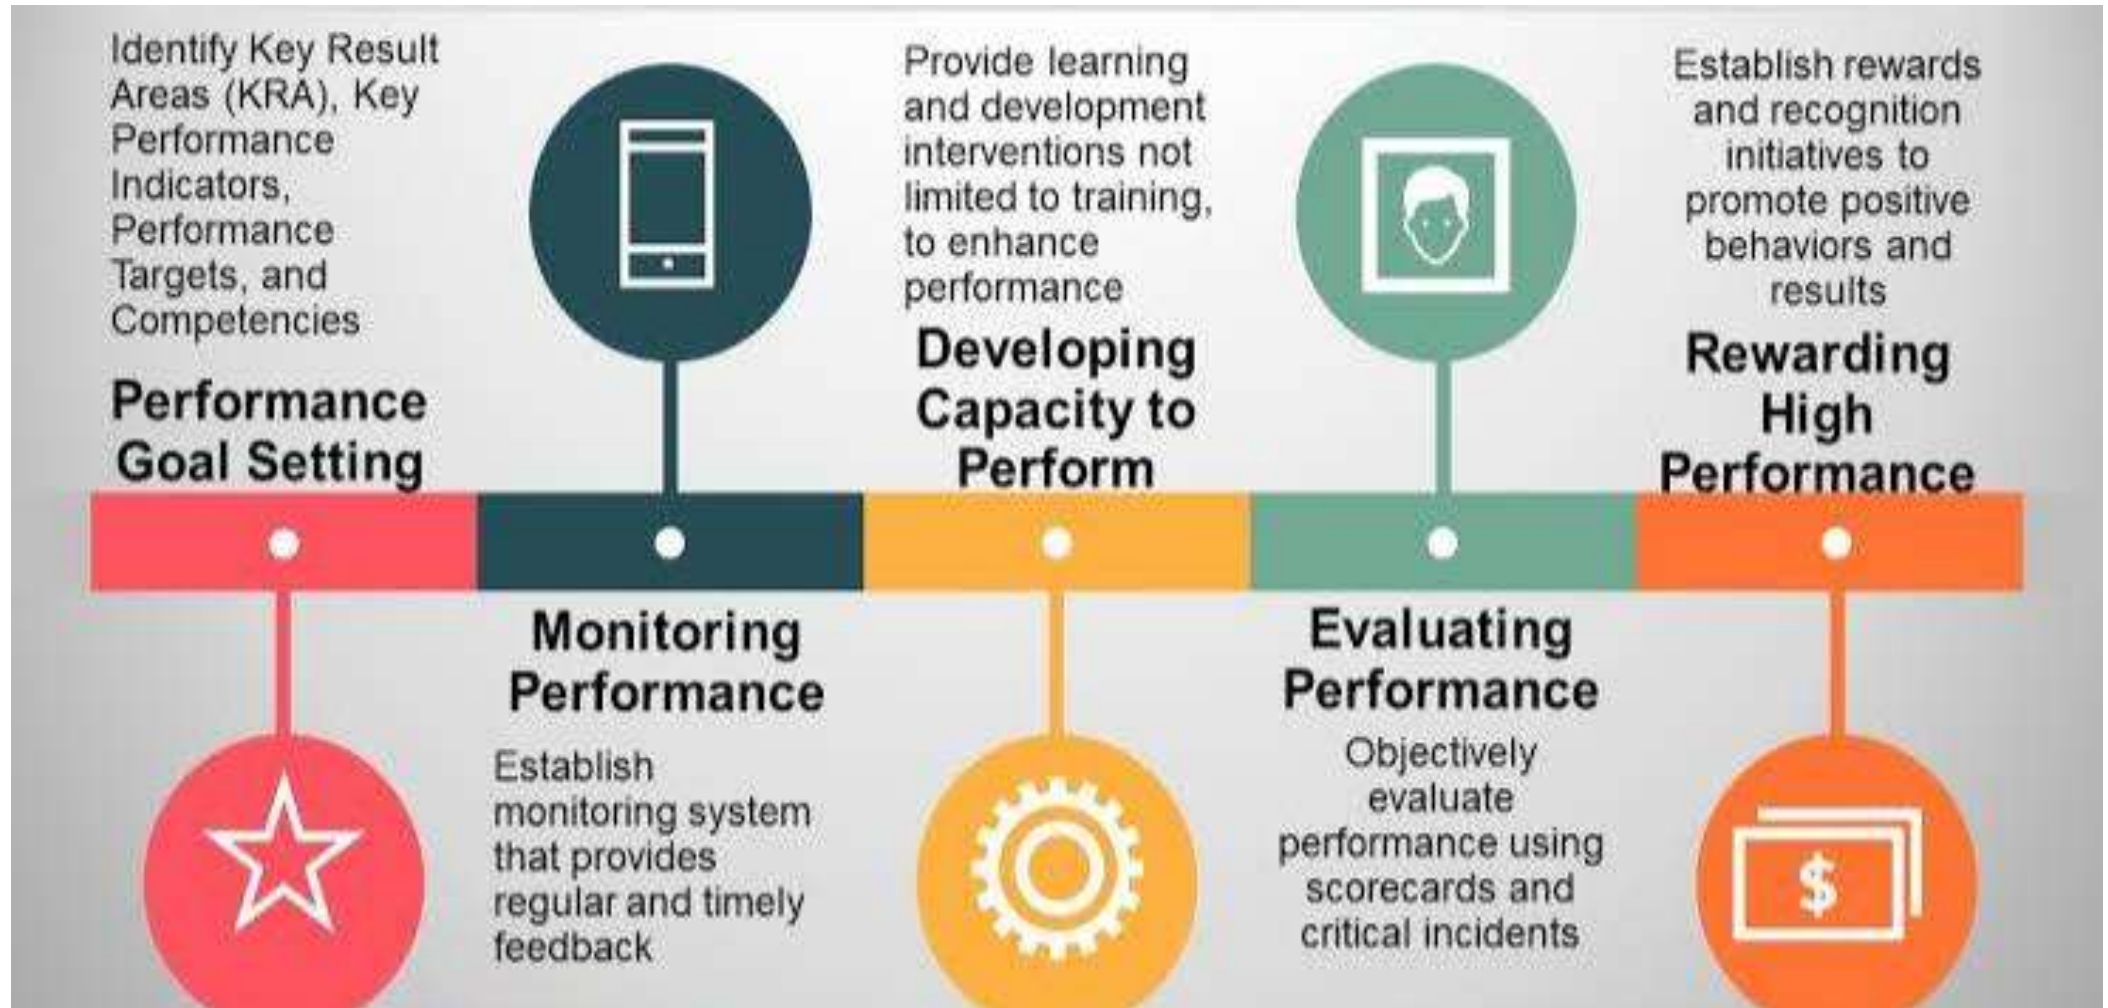 Identify Key Result
Areas (KRA), Key
Performance
Indicators,
Performance
Targets, and
Competencies
Performance
Goal Setting
Monitoring
Performance
Establish
monitoring system
that provides
regular and timely
feedback
Provide learning
and development
interventions not
limited to training,
to enhance
performance
Developing
Capacity to
Perform
Evaluating
Performance
Objectively
evaluate
performance using
scorecards and
critical incidents
Establish rewards
and recognition
initiatives to
promote positive
behaviors and
results
Rewarding
High
Performance
$